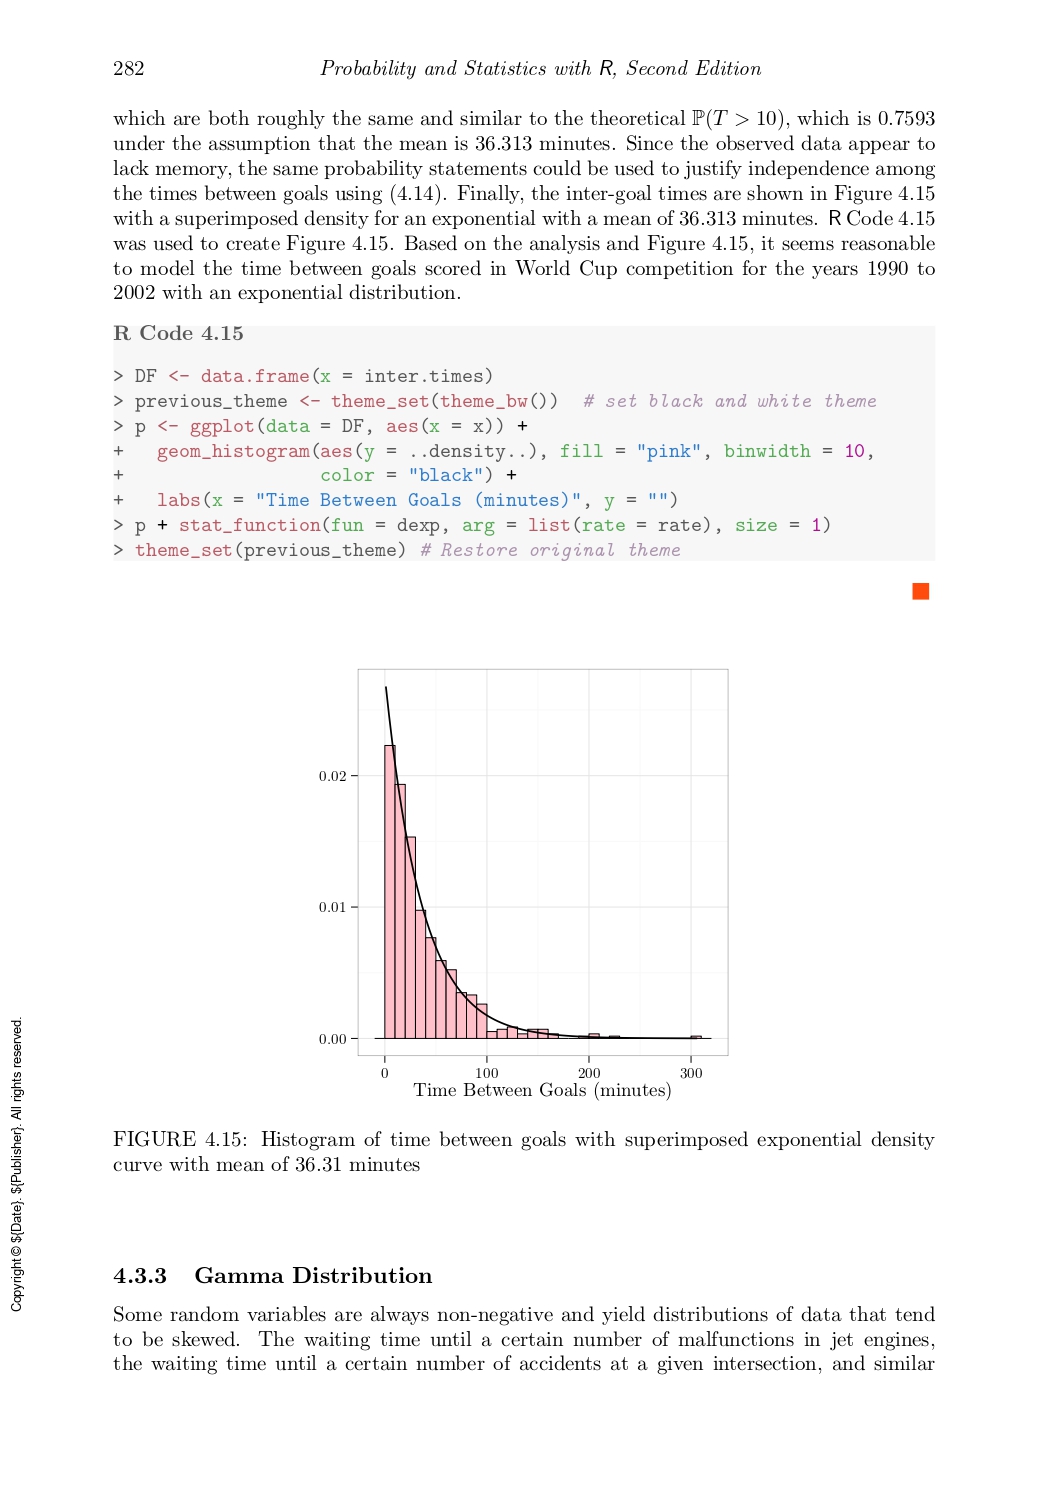 282 Probability and Statistics with R, Second Edition
which are both roughly the same and similar to the theoretical ℙ(T > 10), which is 0.7593
under the assumption that the mean is 36.313 minutes. Since the observed data appear to
lack memory, the same probability statements could be used to justify independence among
the times between goals using (4.14). Finally, the inter-goal times are shown in Figure 4.15
with a superimposed density for an exponential with a mean of 36.313 minutes. R Code 4.15
was used to create Figure 4.15. Based on the analysis and Figure 4.15, it seems reasonable
to model the time between goals scored in World Cup competition for the years 1990 to
2002 with an exponential distribution.
R Code 4.15
> DF <- data.frame(x = inter.times)
> previous_theme <- theme_set(theme_bw())  # set black and white theme
> p <- ggplot(data = DF, aes(x = x)) +
+   geom_histogram(aes(y = ..density..), fill = "pink", binwidth = 10,
+                  color = "black") +
+   labs(x = "Time Between Goals (minutes)", y = "")
> p + stat_function(fun = dexp, arg = list(rate = rate), size = 1)
> theme_set(previous_theme) # Restore original theme
0.02
0.01
0.00
0 100 200 300
Time Between Goals (minutes)
FIGURE 4.15: Histogram of time between goals with superimposed exponential density
curve with mean of 36.31 minutes
4.3.3 Gamma Distribution
Some random variables are always non-negative and yield distributions of data that tend
to be skewed. The waiting time until a certain number of malfunctions in jet engines,
the waiting time until a certain number of accidents at a given intersection, and similar
Copyright © ${Date}. ${Publisher}. All rights reserved.